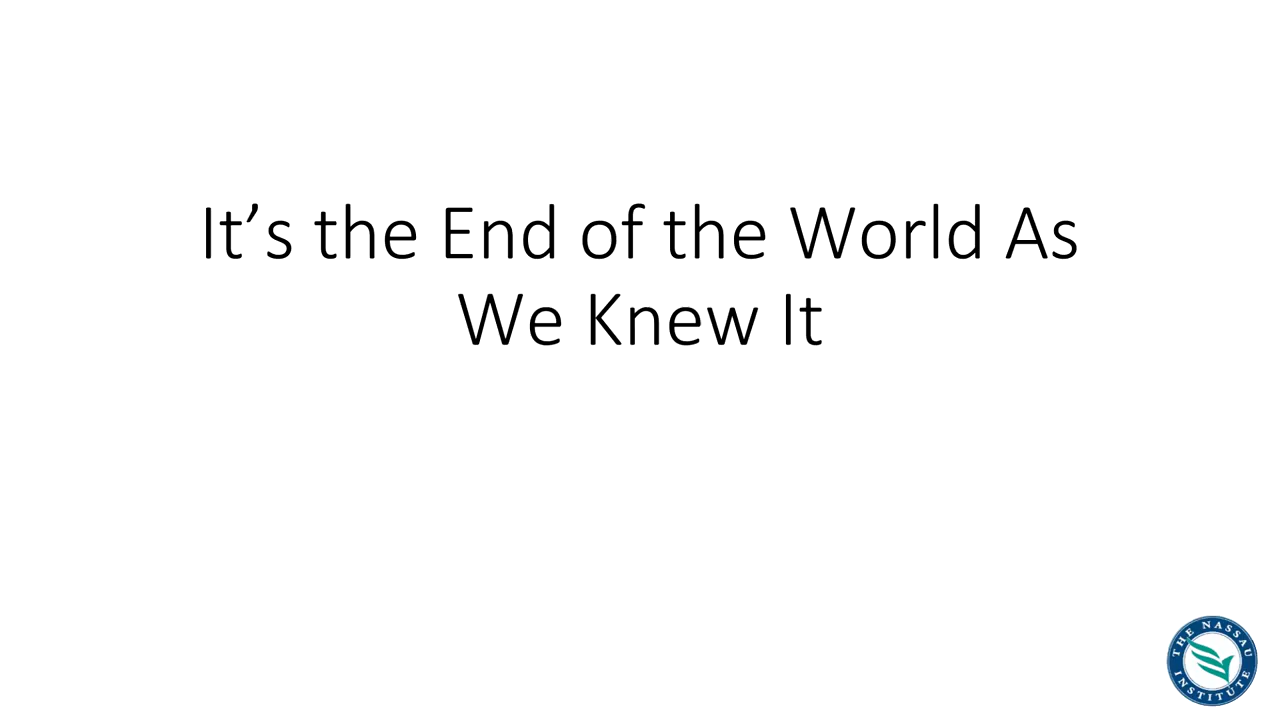 It’s the End of the World As
We Knew It
THE NASSAU
INSTITUTE